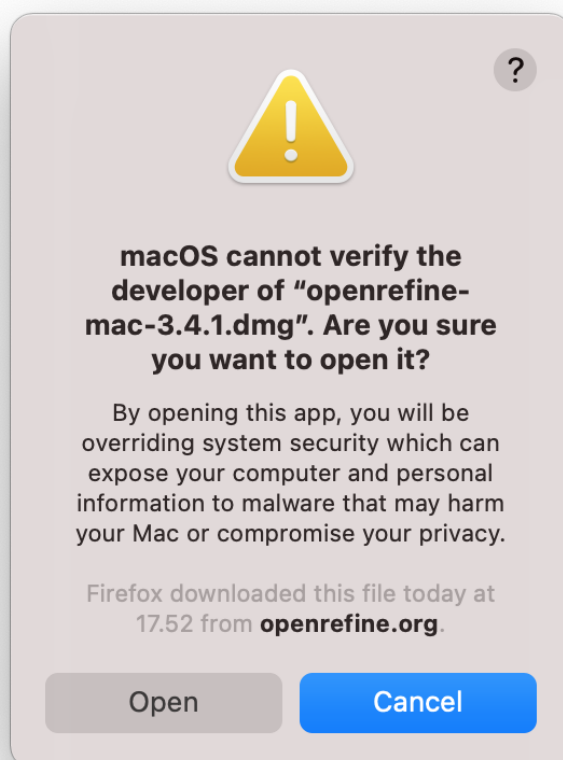 ?
macOS cannot verify the
developer of “openrefine-
mac-3.4.1.dmg”. Are you sure
you want to open it?
By opening this app, you will be
overriding system security which can
expose your computer and personal
information to malware that may harm
your Mac or compromise your privacy.
Firefox downloaded this file today at
17.52 from openrefine.org.
Open
Cancel